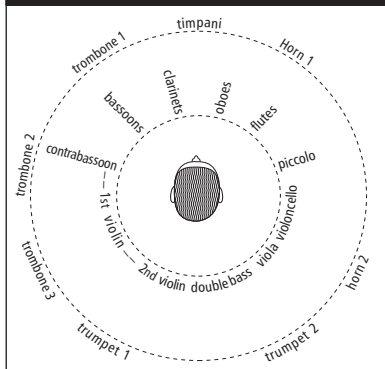 timpani
Horn 1
horn 2
trumpet 2
trumpet 1
trombone 3
trombone 2
trombone 1
contrabassoon
bassoons
clarinets
oboes
flutes
piccolo
1st violin
2nd violin
double bass
viola
violoncello